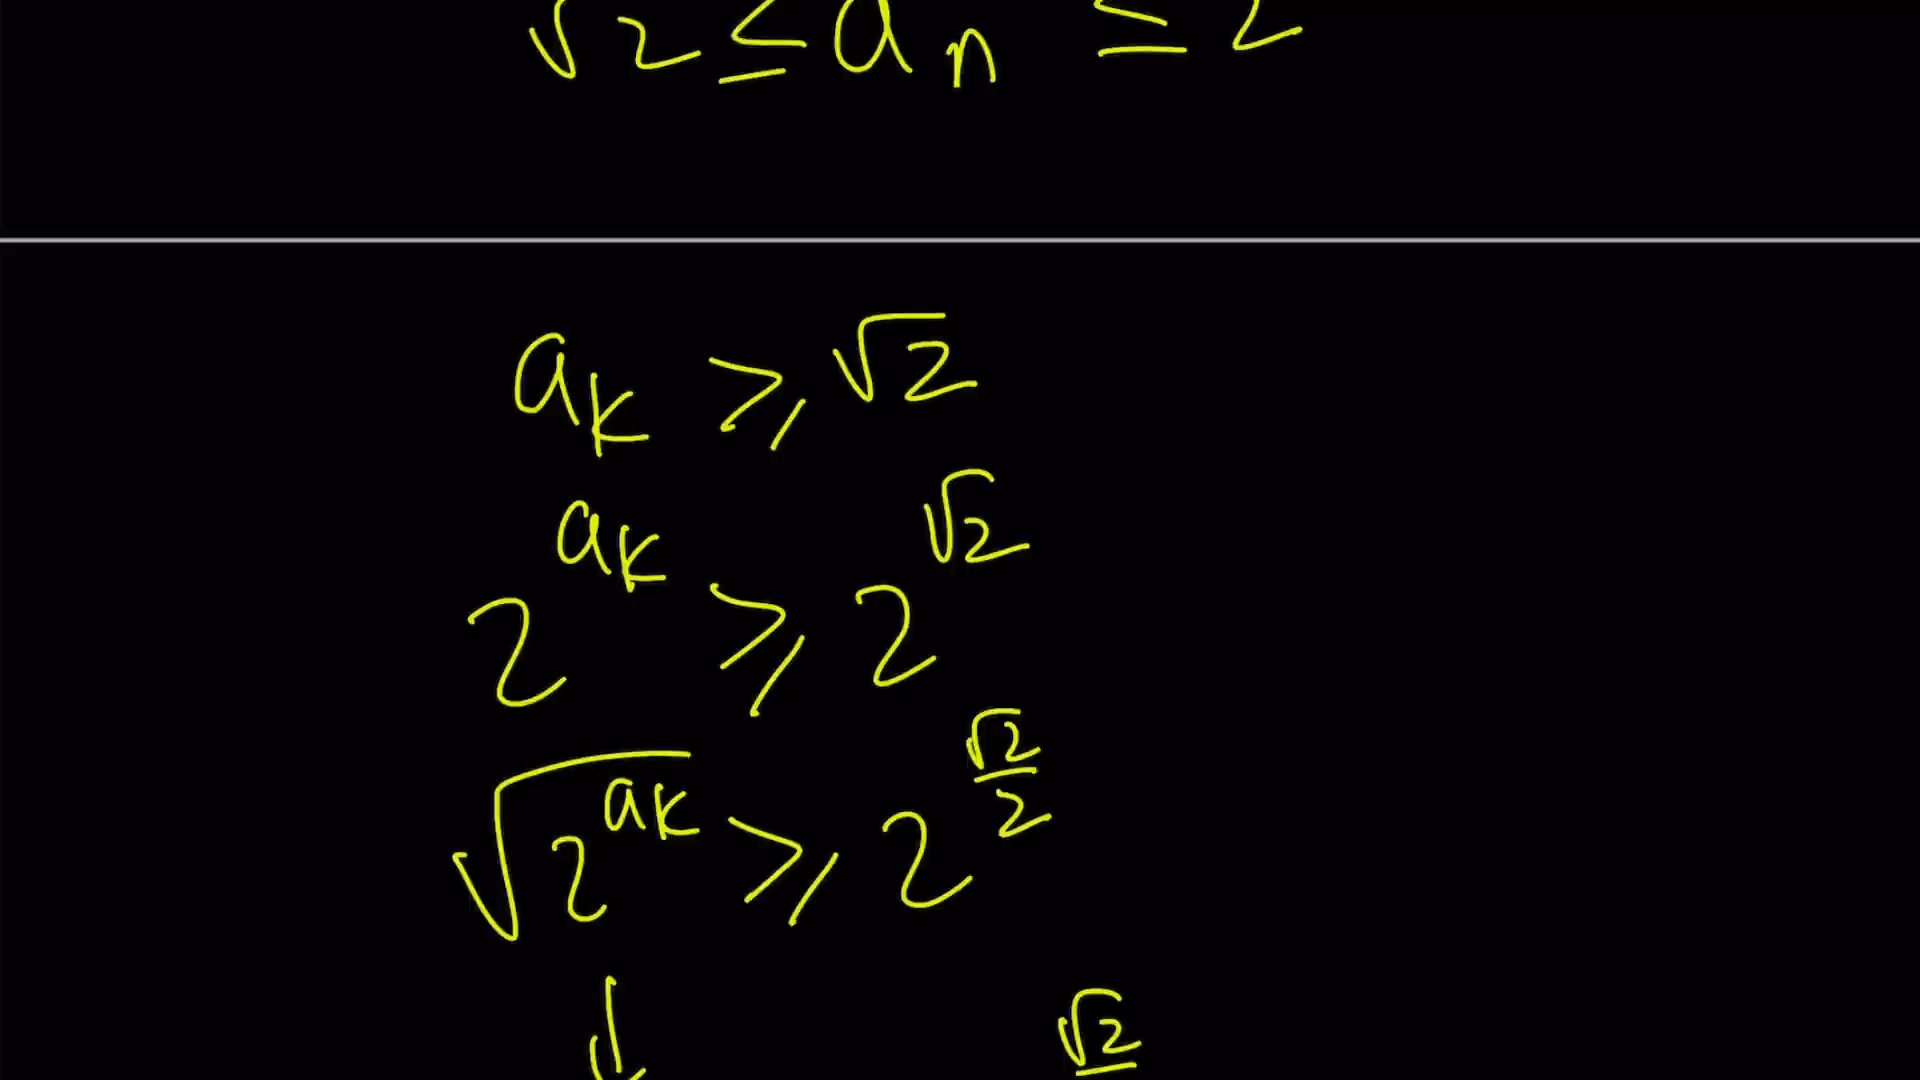 √2 ≤ a_n ≤ 2
a_k ≥ √2
2^{a_k} ≥ 2^{√2}
√(2^{a_k}) ≥ 2^{√2/2}
↓ √2